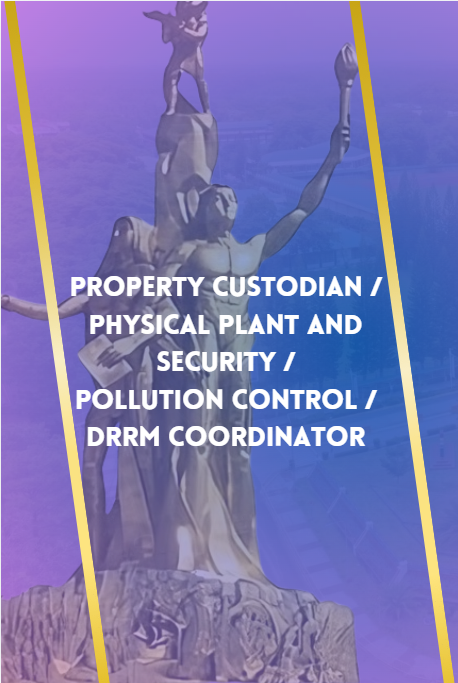 PROPERTY CUSTODIAN /
PHYSICAL PLANT AND
SECURITY /
POLLUTION CONTROL /
DRRM COORDINATOR